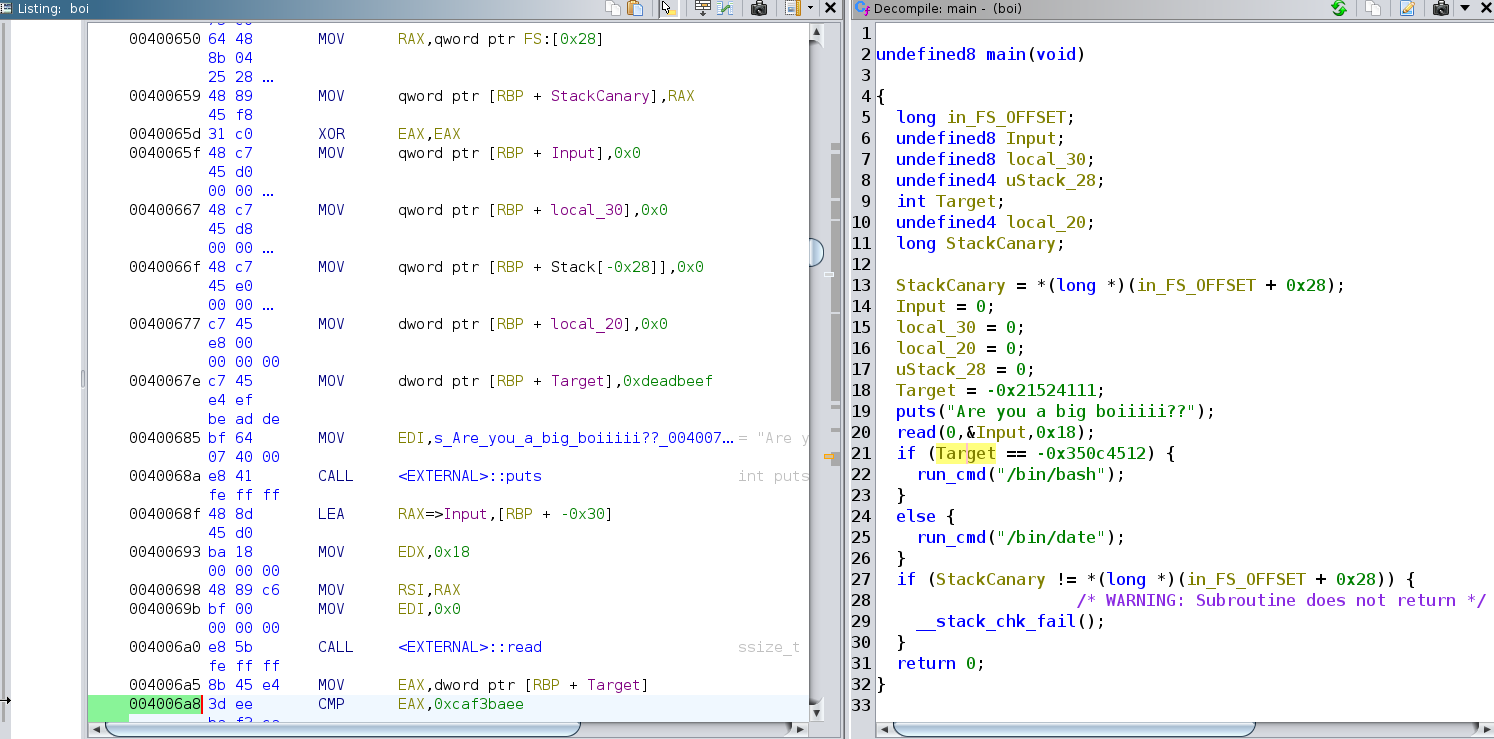 Listing: boi
00400650 64 48 MOV RAX,qword ptr FS:[0x28]
8b 04
25 28 ...
00400659 48 89 MOV qword ptr [RBP + StackCanary],RAX
45 f8
0040065d 31 c0 XOR EAX,EAX
0040065f 48 c7 MOV qword ptr [RBP + Input],0x0
45 d0
00 00 ...
00400667 48 c7 MOV qword ptr [RBP + local_30],0x0
45 d8
00 00 ...
0040066f 48 c7 MOV qword ptr [RBP + Stack[-0x28]],0x0
45 e0
00 00 ...
00400677 c7 45 MOV dword ptr [RBP + local_20],0x0
e8 00
00 00 00
0040067e c7 45 MOV dword ptr [RBP + Target],0xdeadbeef
e4 ef
be ad de
00400685 bf 64 MOV EDI,s_Are_you_a_big_boiiiii??_004007... = "Are y
07 40 00
0040068a e8 41 CALL <EXTERNAL>::puts int puts
fe ff ff
0040068f 48 8d LEA RAX=>Input,[RBP + -0x30]
45 d0
00400693 ba 18 MOV EDX,0x18
00 00 00
00400698 48 89 c6 MOV RSI,RAX
0040069b bf 00 MOV EDI,0x0
00 00 00
004006a0 e8 5b CALL <EXTERNAL>::read ssize_t
fe ff ff
004006a5 8b 45 e4 MOV EAX,dword ptr [RBP + Target]
004006a8 3d ee CMP EAX,0xcaf3baee
Decompile: main - (boi)
1
2 undefined8 main(void)
3
4 {
5 long in_FS_OFFSET;
6 undefined8 Input;
7 undefined8 local_30;
8 undefined4 uStack_28;
9 int Target;
10 undefined4 local_20;
11 long StackCanary;
12
13 StackCanary = *(long *)(in_FS_OFFSET + 0x28);
14 Input = 0;
15 local_30 = 0;
16 local_20 = 0;
17 uStack_28 = 0;
18 Target = -0x21524111;
19 puts("Are you a big boiiiii??");
20 read(0,&Input,0x18);
21 if (Target == -0x350c4512) {
22 run_cmd("/bin/bash");
23 }
24 else {
25 run_cmd("/bin/date");
26 }
27 if (StackCanary != *(long *)(in_FS_OFFSET + 0x28)) {
28 /* WARNING: Subroutine does not return */
29 __stack_chk_fail();
30 }
31 return 0;
32 }
33